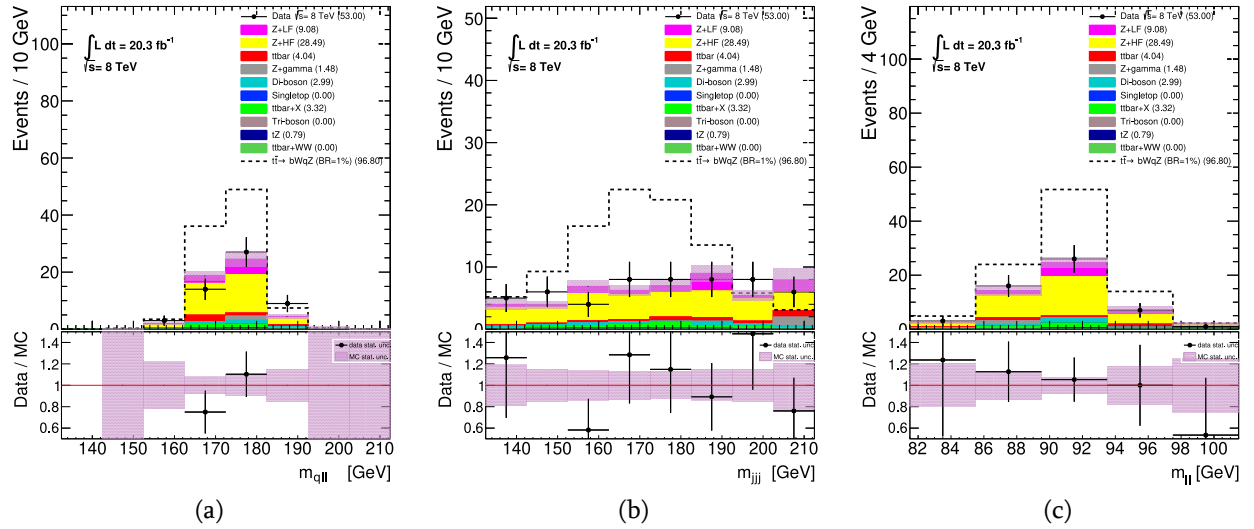 Events / 10 GeV
100
80
60
40
20
0
∫ L dt = 20.3 fb⁻¹
√s= 8 TeV
Data √s= 8 TeV (53.00)
Z+LF (9.08)
Z+HF (28.49)
ttbar (4.04)
Z+gamma (1.48)
Di-boson (2.99)
Singletop (0.00)
ttbar+X (3.32)
Tri-boson (0.00)
tZ (0.79)
ttbar+WW (0.00)
tt̄→ bWqZ (BR=1%) (96.80)
Data / MC
1.4
1.2
1.0
0.8
0.6
data stat. unc.
MC stat. unc.
140 150 160 170 180 190 200 210
m_qll [GeV]
(a)
Events / 10 GeV
50
40
30
20
10
0
∫ L dt = 20.3 fb⁻¹
√s= 8 TeV
Data √s= 8 TeV (53.00)
Z+LF (9.08)
Z+HF (28.49)
ttbar (4.04)
Z+gamma (1.48)
Di-boson (2.99)
Singletop (0.00)
ttbar+X (3.32)
Tri-boson (0.00)
tZ (0.79)
ttbar+WW (0.00)
tt̄→ bWqZ (BR=1%) (96.80)
Data / MC
1.4
1.2
1.0
0.8
0.6
data stat. unc.
MC stat. unc.
140 150 160 170 180 190 200 210
m_jjj [GeV]
(b)
Events / 4 GeV
100
80
60
40
20
0
∫ L dt = 20.3 fb⁻¹
√s= 8 TeV
Data √s= 8 TeV (53.00)
Z+LF (9.08)
Z+HF (28.49)
ttbar (4.04)
Z+gamma (1.48)
Di-boson (2.99)
Singletop (0.00)
ttbar+X (3.32)
Tri-boson (0.00)
tZ (0.79)
ttbar+WW (0.00)
tt̄→ bWqZ (BR=1%) (96.80)
Data / MC
1.4
1.2
1.0
0.8
0.6
data stat. unc.
MC stat. unc.
82 84 86 88 90 92 94 96 98 100
m_ll [GeV]
(c)